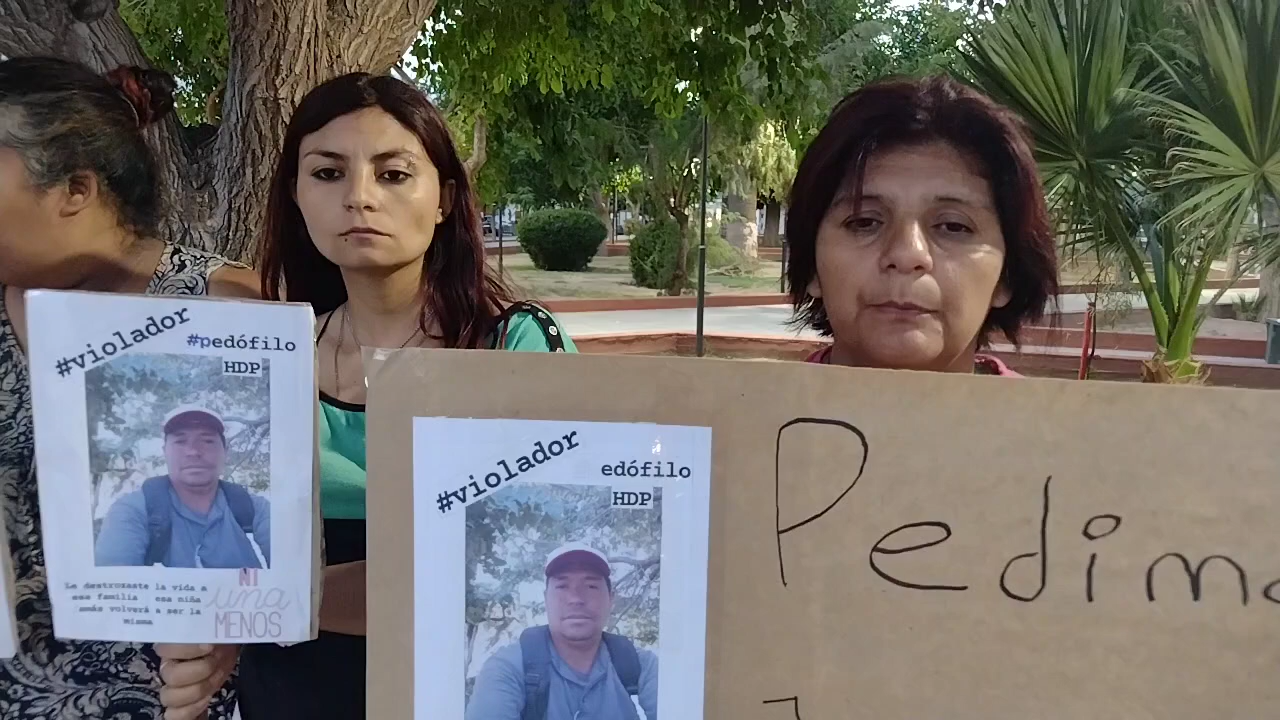 #violador
#pedófilo
HDP
Le destrozaste la vida a
esa familia esa niña
amás volverá a ser la
misma
NI
una
MENOS
#violador
edófilo
HDP
Pedim